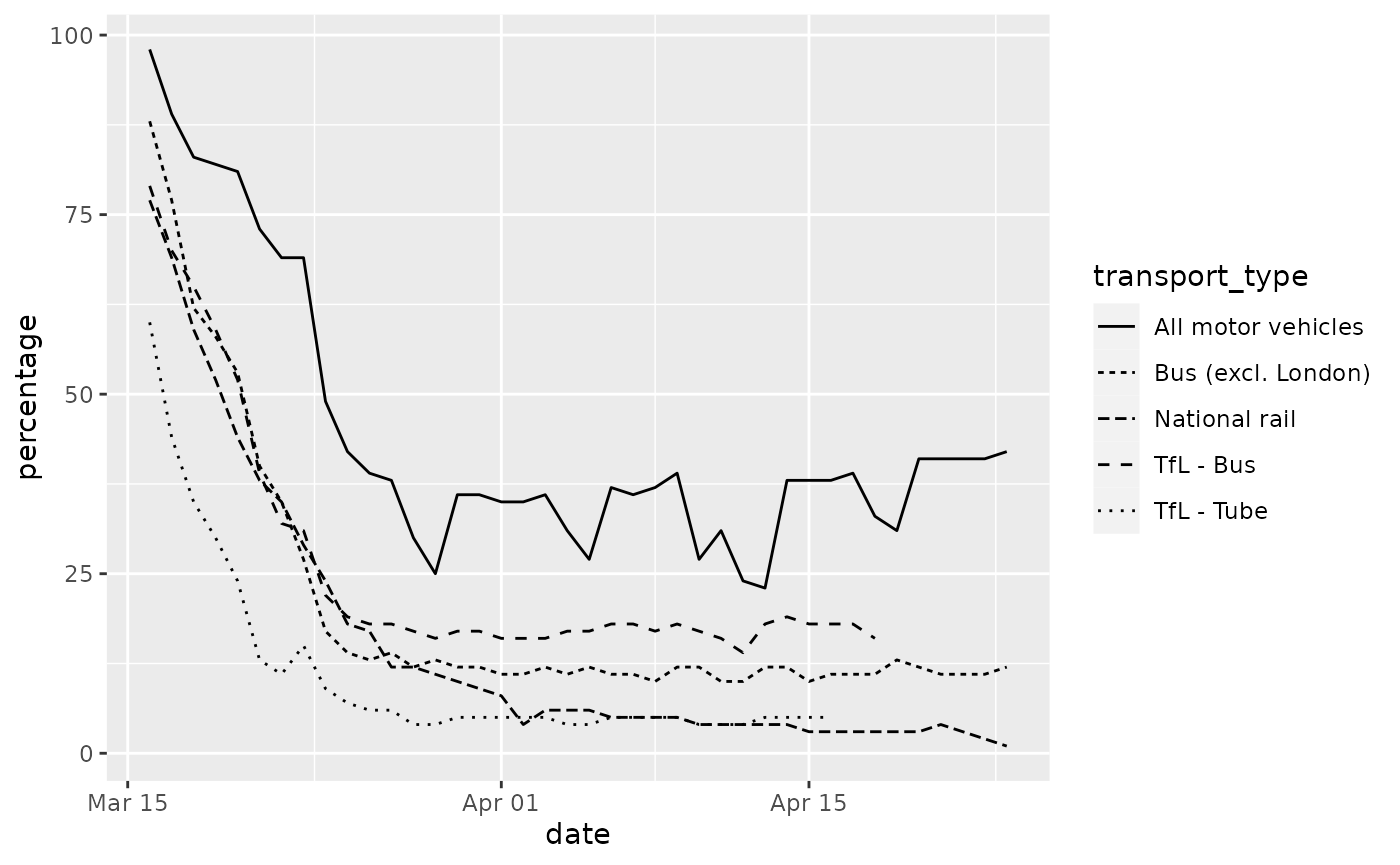 100
75
50
25
0
percentage
Mar 15
Apr 01
Apr 15
date
transport_type
All motor vehicles
Bus (excl. London)
National rail
TfL - Bus
TfL - Tube